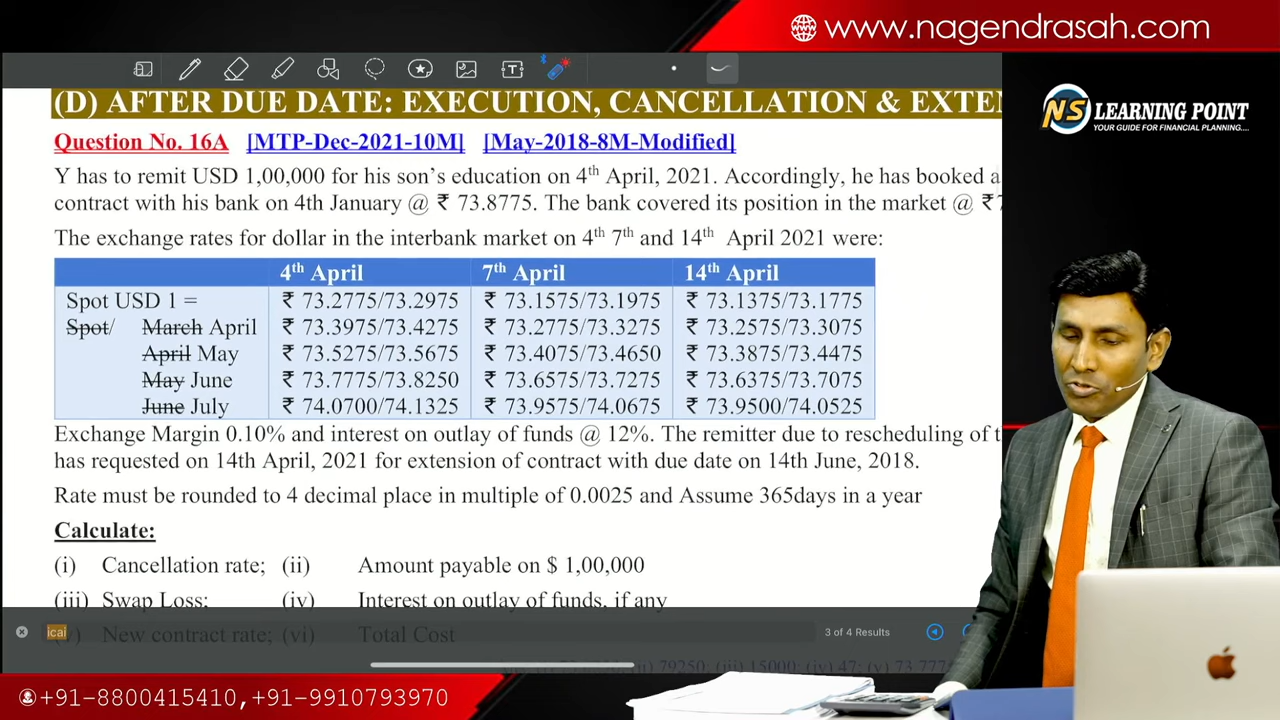 www.nagendrasah.com
(D) AFTER DUE DATE: EXECUTION, CANCELLATION & EXTEN
NS LEARNING POINT
YOUR GUIDE FOR FINANCIAL PLANNING....
Question No. 16A [MTP-Dec-2021-10M] [May-2018-8M-Modified]
Y has to remit USD 1,00,000 for his son's education on 4th April, 2021. Accordingly, he has booked a
contract with his bank on 4th January @ ₹ 73.8775. The bank covered its position in the market @ ₹7
The exchange rates for dollar in the interbank market on 4th 7th and 14th April 2021 were:
4th April 7th April 14th April
Spot USD 1 = ₹ 73.2775/73.2975 ₹ 73.1575/73.1975 ₹ 73.1375/73.1775
Spot/ March April ₹ 73.3975/73.4275 ₹ 73.2775/73.3275 ₹ 73.2575/73.3075
April May ₹ 73.5275/73.5675 ₹ 73.4075/73.4650 ₹ 73.3875/73.4475
May June ₹ 73.7775/73.8250 ₹ 73.6575/73.7275 ₹ 73.6375/73.7075
June July ₹ 74.0700/74.1325 ₹ 73.9575/74.0675 ₹ 73.9500/74.0525
Exchange Margin 0.10% and interest on outlay of funds @ 12%. The remitter due to rescheduling of t
has requested on 14th April, 2021 for extension of contract with due date on 14th June, 2018.
Rate must be rounded to 4 decimal place in multiple of 0.0025 and Assume 365days in a year
Calculate:
(i) Cancellation rate; (ii) Amount payable on $ 1,00,000
(iii) Swap Loss; (iv) Interest on outlay of funds, if any
New contract rate; (vi) Total Cost
icai
3 of 4 Results
79250; (iii) 15000; (iv) 47; (v) 73.777
+91-8800415410,+91-9910793970